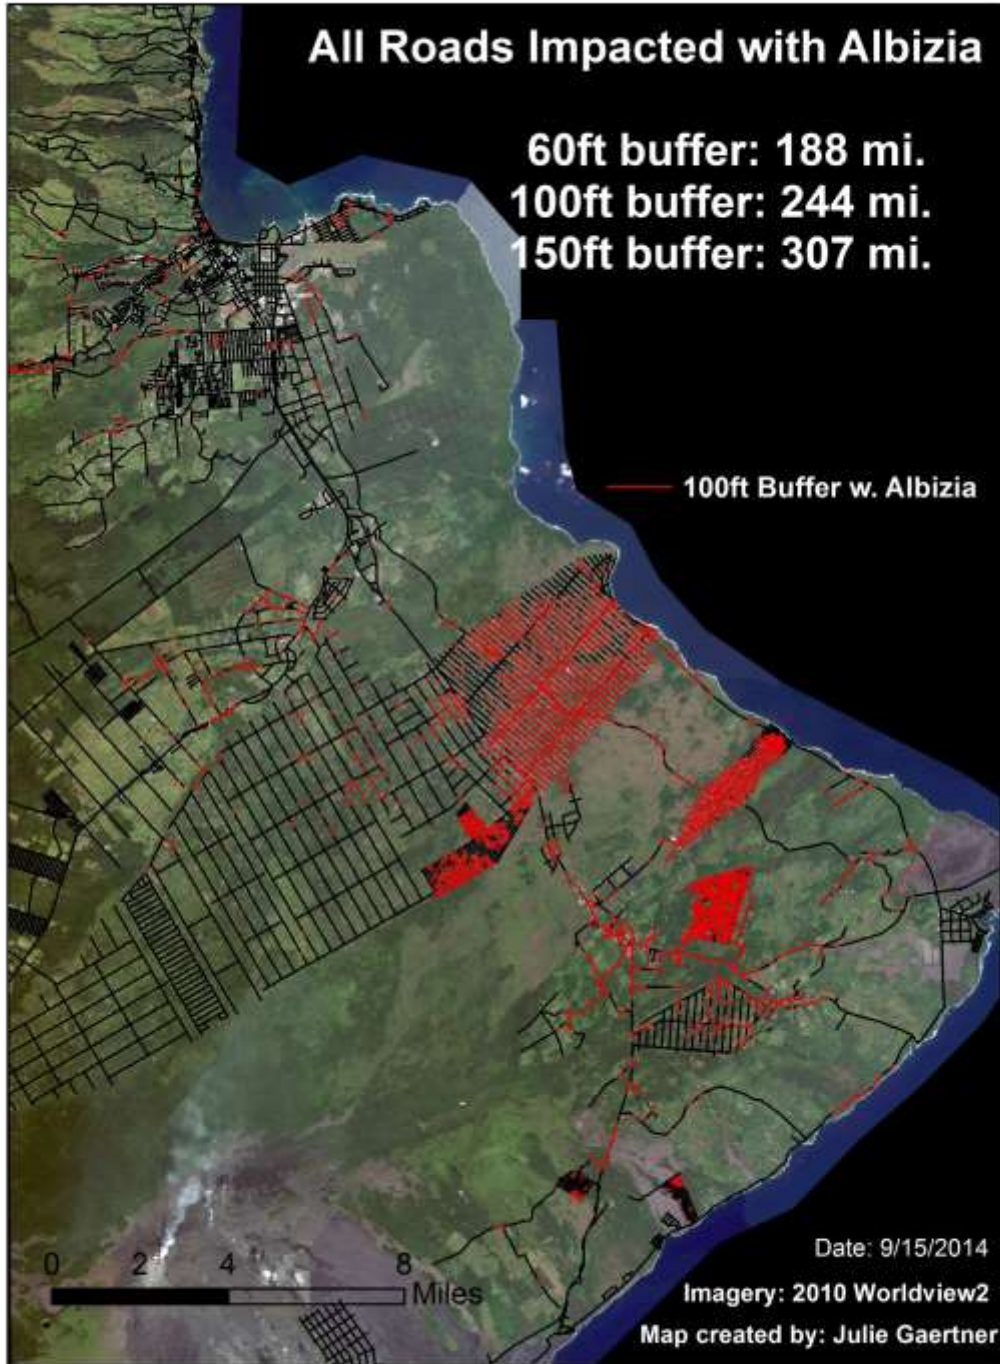 All Roads Impacted with Albizia
60ft buffer: 188 mi.
100ft buffer: 244 mi.
150ft buffer: 307 mi.
100ft Buffer w. Albizia
Date: 9/15/2014
0 2 4 8
Miles
Imagery: 2010 Worldview2
Map created by: Julie Gaertner